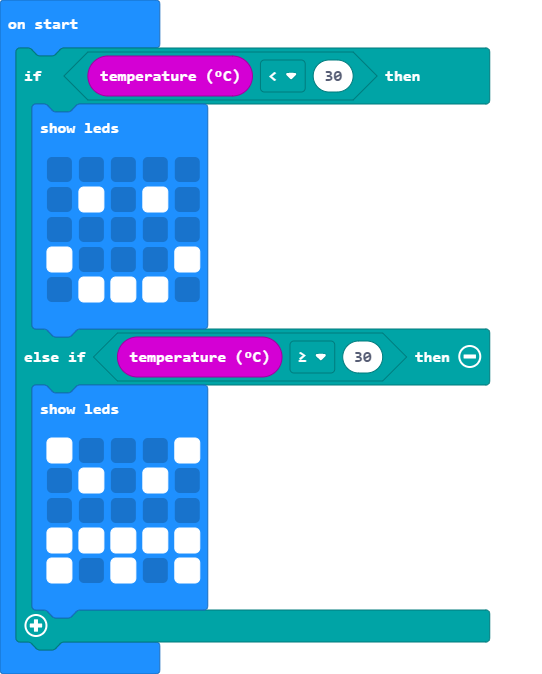 on start
if temperature (ºC) < 30 then
show leds
else if temperature (ºC) ≥ 30 then
show leds